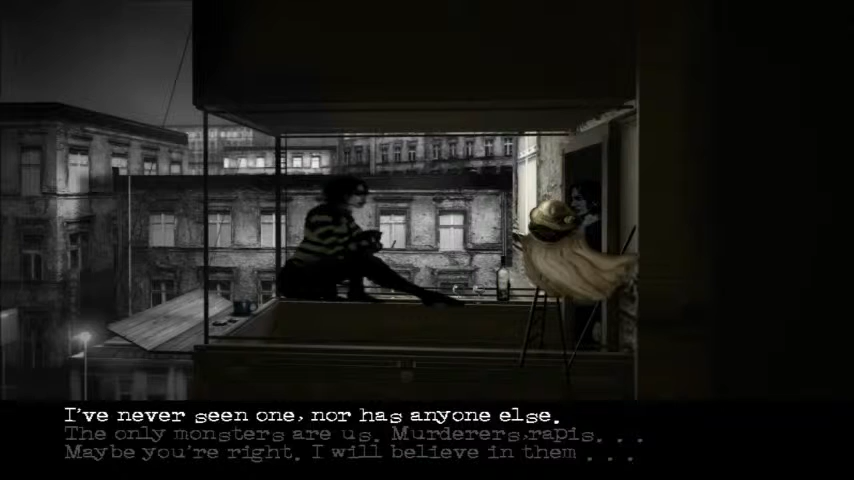 I've never seen one, nor has anyone else.
The only monsters are us. Murderers,rapis. . .
Maybe you're right. I will believe in them . . .